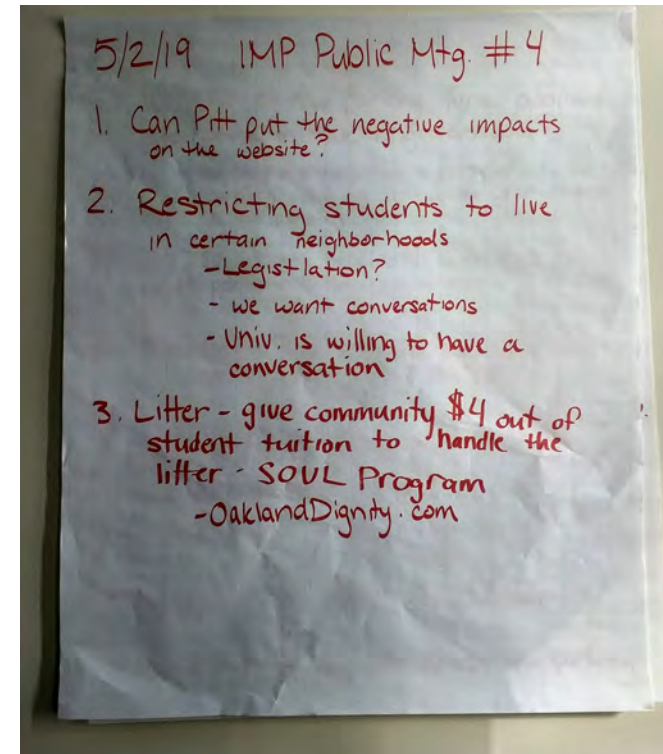 5/2/19 IMP Public Mtg. #4
1. Can Pitt put the negative impacts
on the website?
2. Restricting students to live
in certain neighborhoods
-Legistlation?
- we want conversations
- Univ. is willing to have a
conversation
3. Litter - give community $4 out of
student tuition to handle the
litter - SOUL Program
-OaklandDignity.com